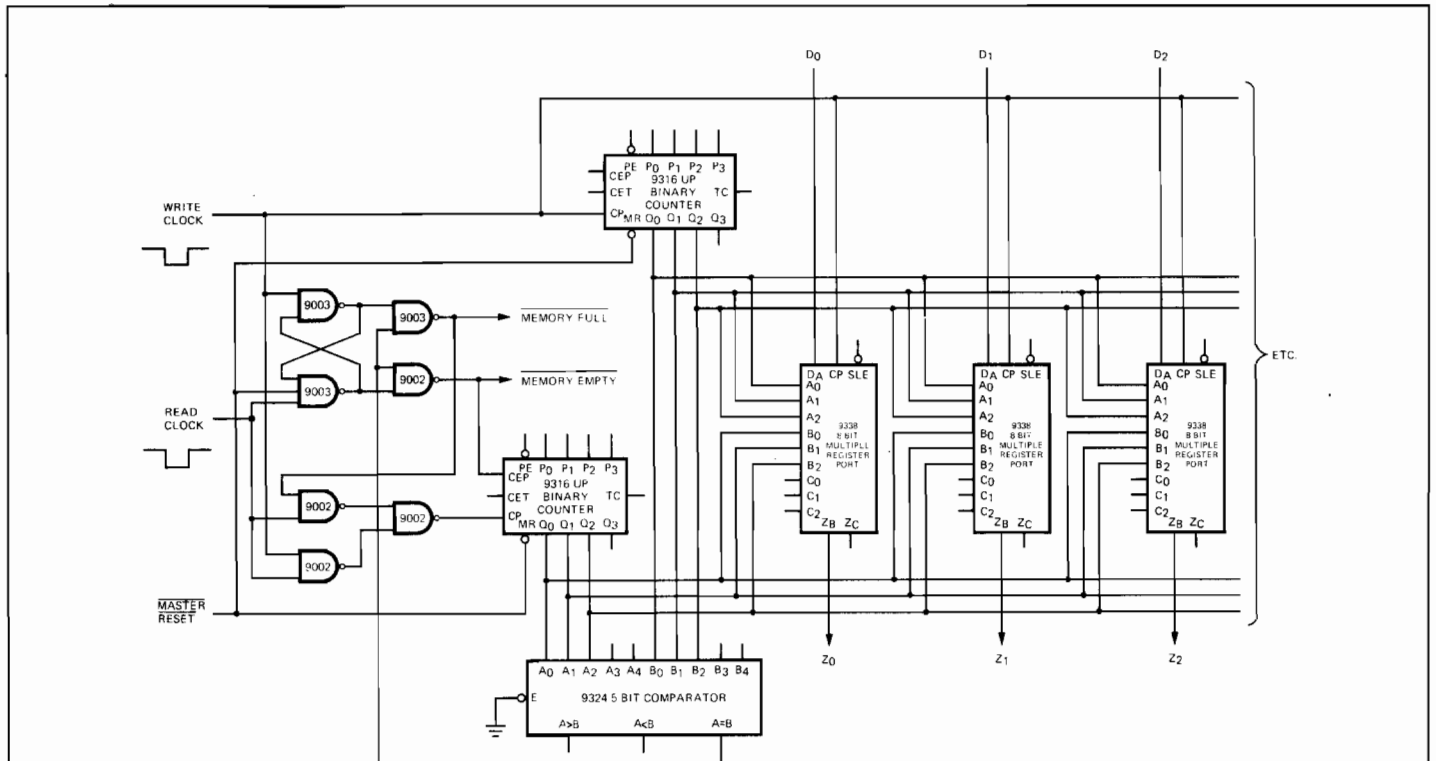 D0 D1 D2
PE P0 P1 P2 P3
CEP 9316 UP
CET BINARY TC
COUNTER
CP MR Q0 Q1 Q2 Q3
WRITE
CLOCK
9003
9003
MEMORY FULL
9003
9002
MEMORY EMPTY
READ
CLOCK
PE P0 P1 P2 P3
CEP 9316 UP
CET BINARY TC
COUNTER
CP MR Q0 Q1 Q2 Q3
9002
9002
9002
MASTER
RESET
A0 A1 A2 A3 A4 B0 B1 B2 B3 B4
E 9324 5 BIT COMPARATOR
A>B A<B A=B
DA CP SLE
A0
A1
A2
9338
8 BIT
MULTIPLE
REGISTER
PORT
B0
B1
B2
C0
C1
C2
ZB ZC
Z0
DA CP SLE
A0
A1
A2
9338
8 BIT
MULTIPLE
REGISTER
PORT
B0
B1
B2
C0
C1
C2
ZB ZC
Z1
DA CP SLE
A0
A1
A2
9338
8 BIT
MULTIPLE
REGISTER
PORT
B0
B1
B2
C0
C1
C2
ZB ZC
Z2
ETC.